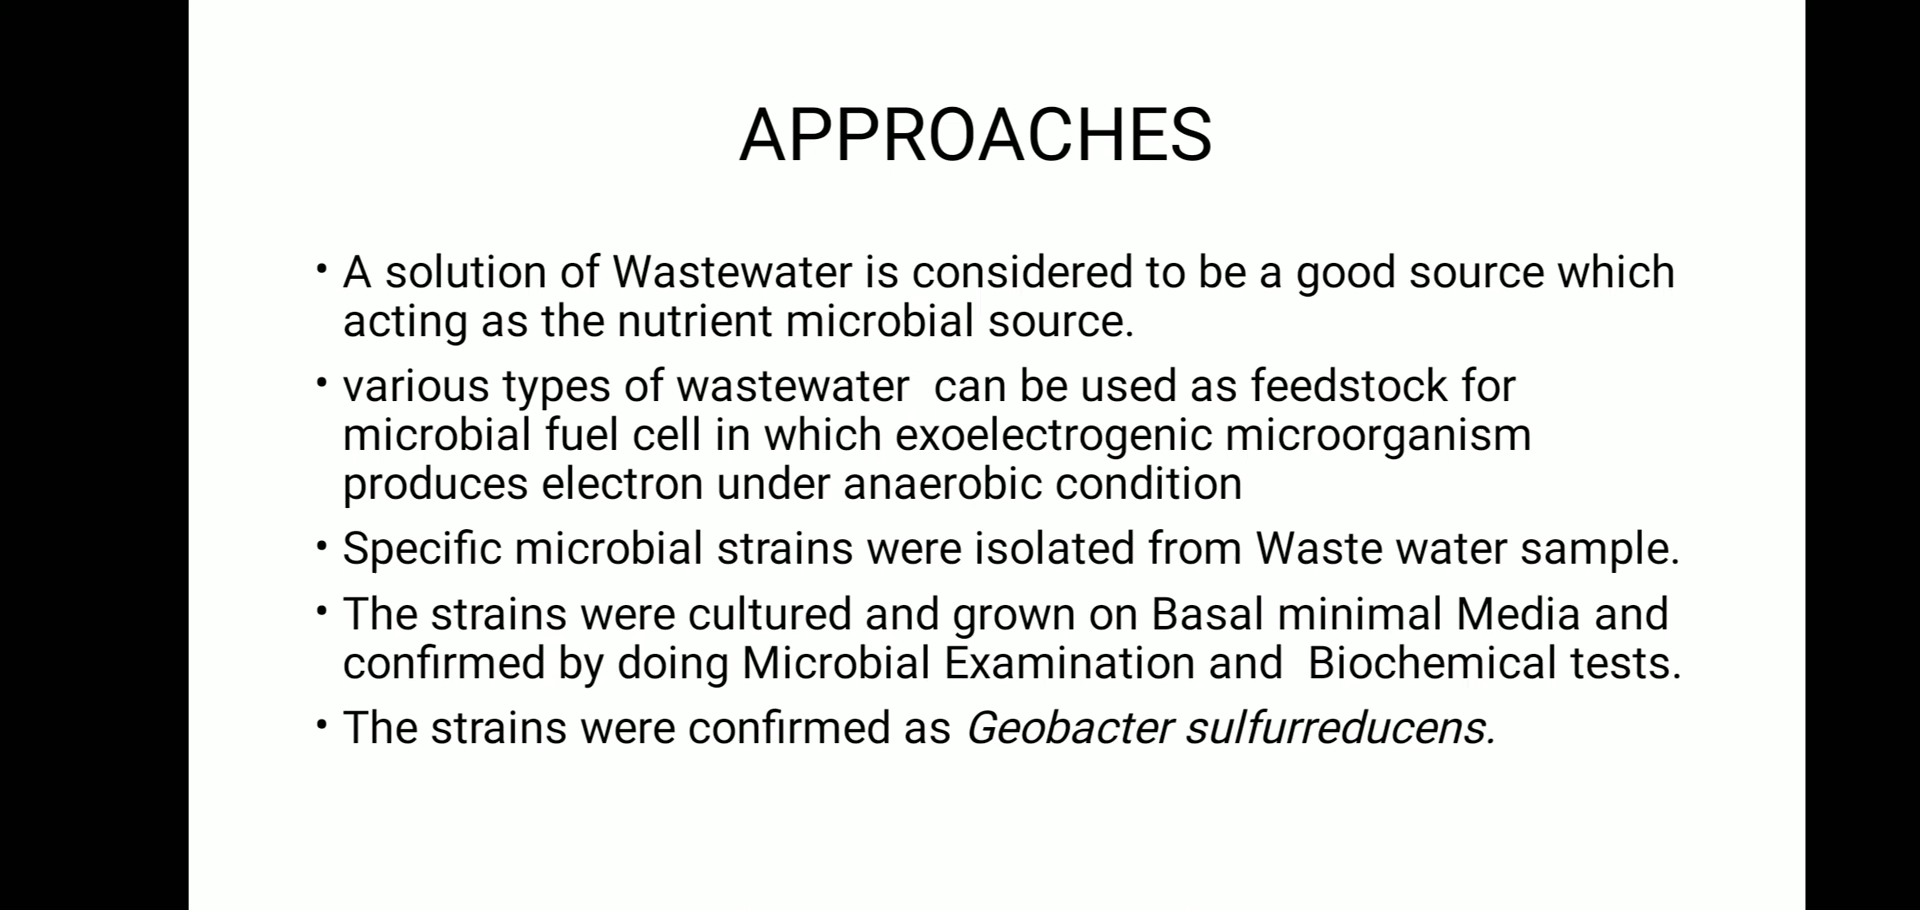 APPROACHES
• A solution of Wastewater is considered to be a good source which
acting as the nutrient microbial source.
• various types of wastewater  can be used as feedstock for
microbial fuel cell in which exoelectrogenic microorganism
produces electron under anaerobic condition
• Specific microbial strains were isolated from Waste water sample.
• The strains were cultured and grown on Basal minimal Media and
confirmed by doing Microbial Examination and  Biochemical tests.
• The strains were confirmed as Geobacter sulfurreducens.